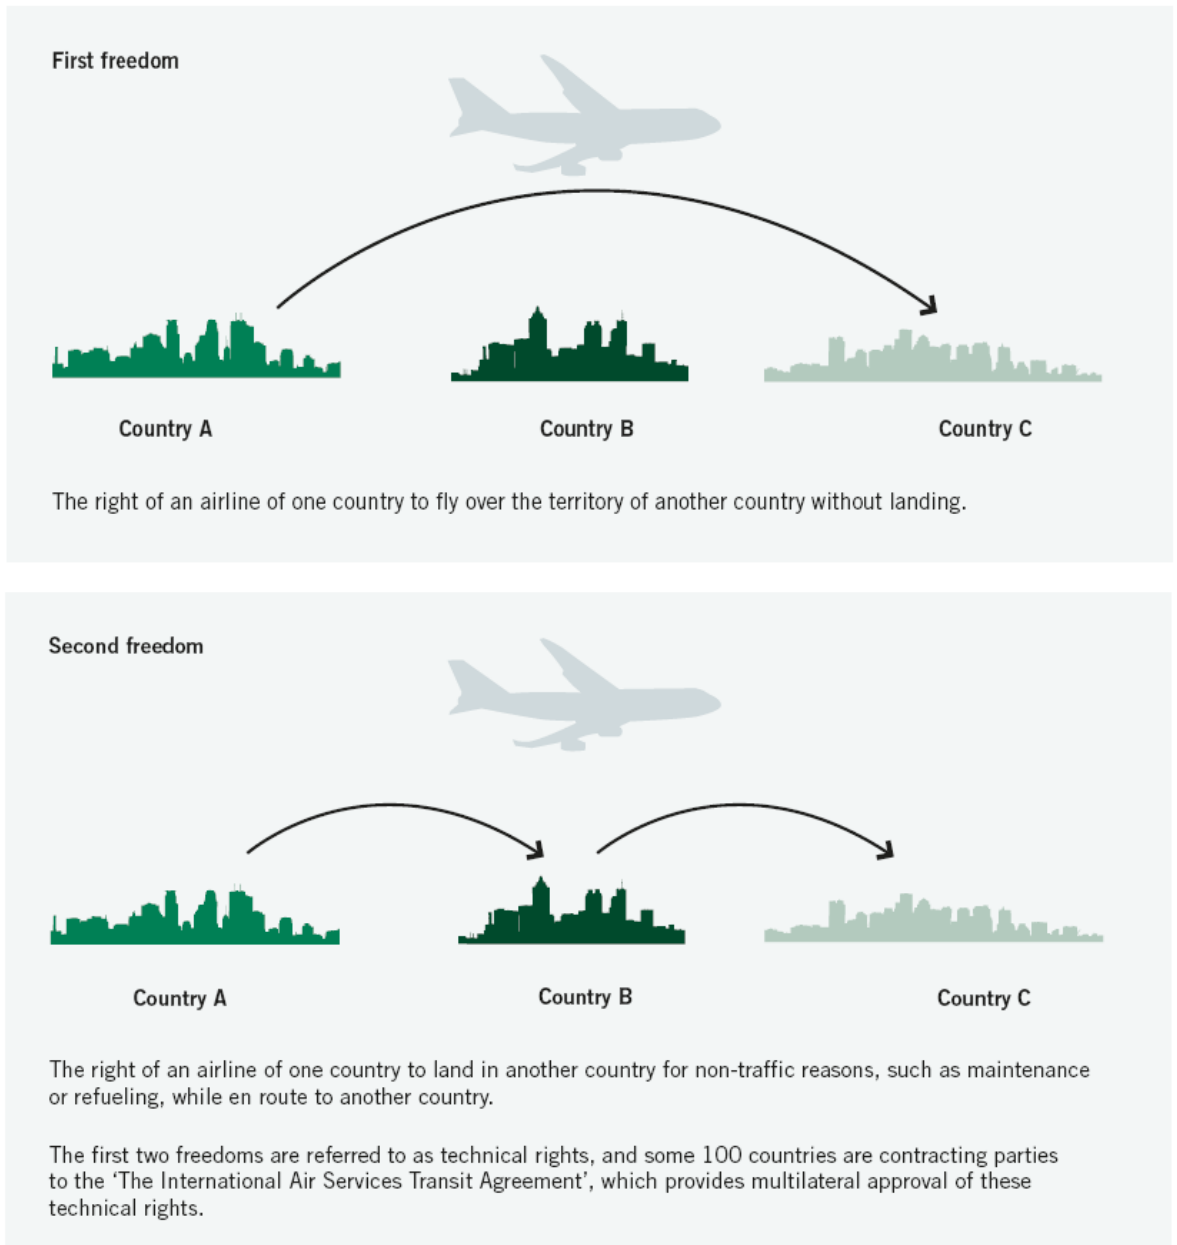 First freedom
Country A
Country B
Country C
The right of an airline of one country to fly over the territory of another country without landing.
Second freedom
Country A
Country B
Country C
The right of an airline of one country to land in another country for non-traffic reasons, such as maintenance
or refueling, while en route to another country.
The first two freedoms are referred to as technical rights, and some 100 countries are contracting parties
to the ‘The International Air Services Transit Agreement’, which provides multilateral approval of these
technical rights.